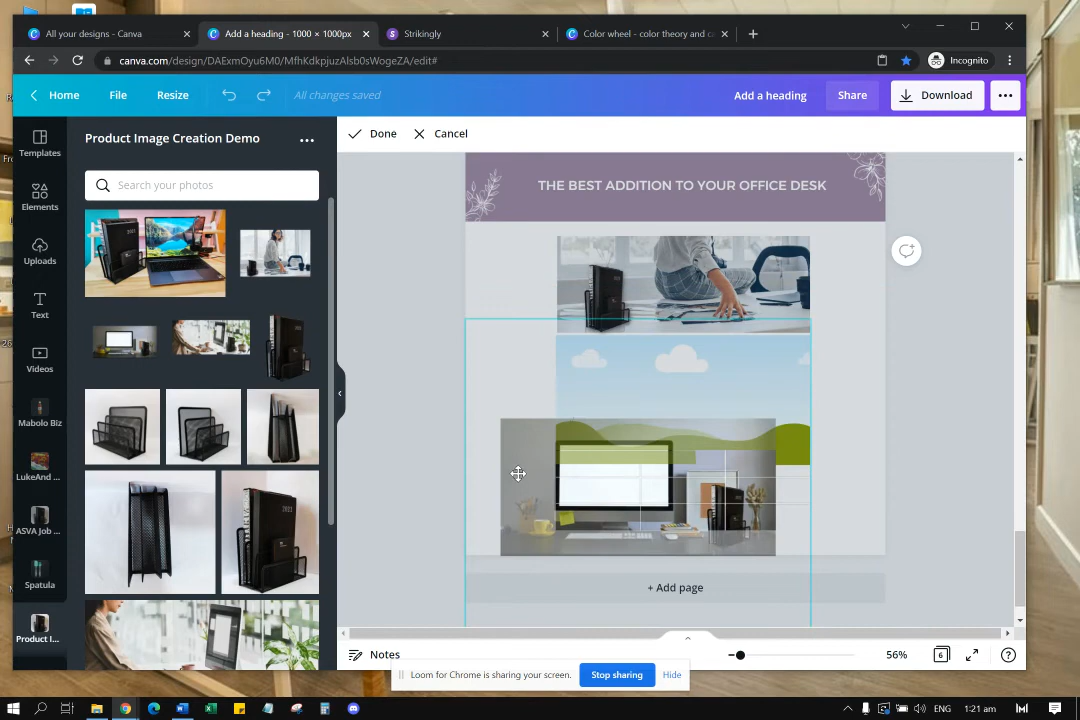 All your designs - Canva
Add a heading - 1000 × 1000px
Strikingly
Color wheel - color theory and ca
canva.com/design/DAExmOyu6M0/MfhKdkpjuzAlsb0sWogeZA/edit#
Incognito
Home
File
Resize
All changes saved
Add a heading
Share
Download
Templates
Elements
Uploads
Text
Videos
Mabolo Biz
LukeAnd ...
ASVA Job ...
Spatula
Product I...
Product Image Creation Demo
Search your photos
2021
2021
Done
Cancel
THE BEST ADDITION TO YOUR OFFICE DESK
+ Add page
Notes
56%
6
Loom for Chrome is sharing your screen.
Stop sharing
Hide
ENG
1:21 am